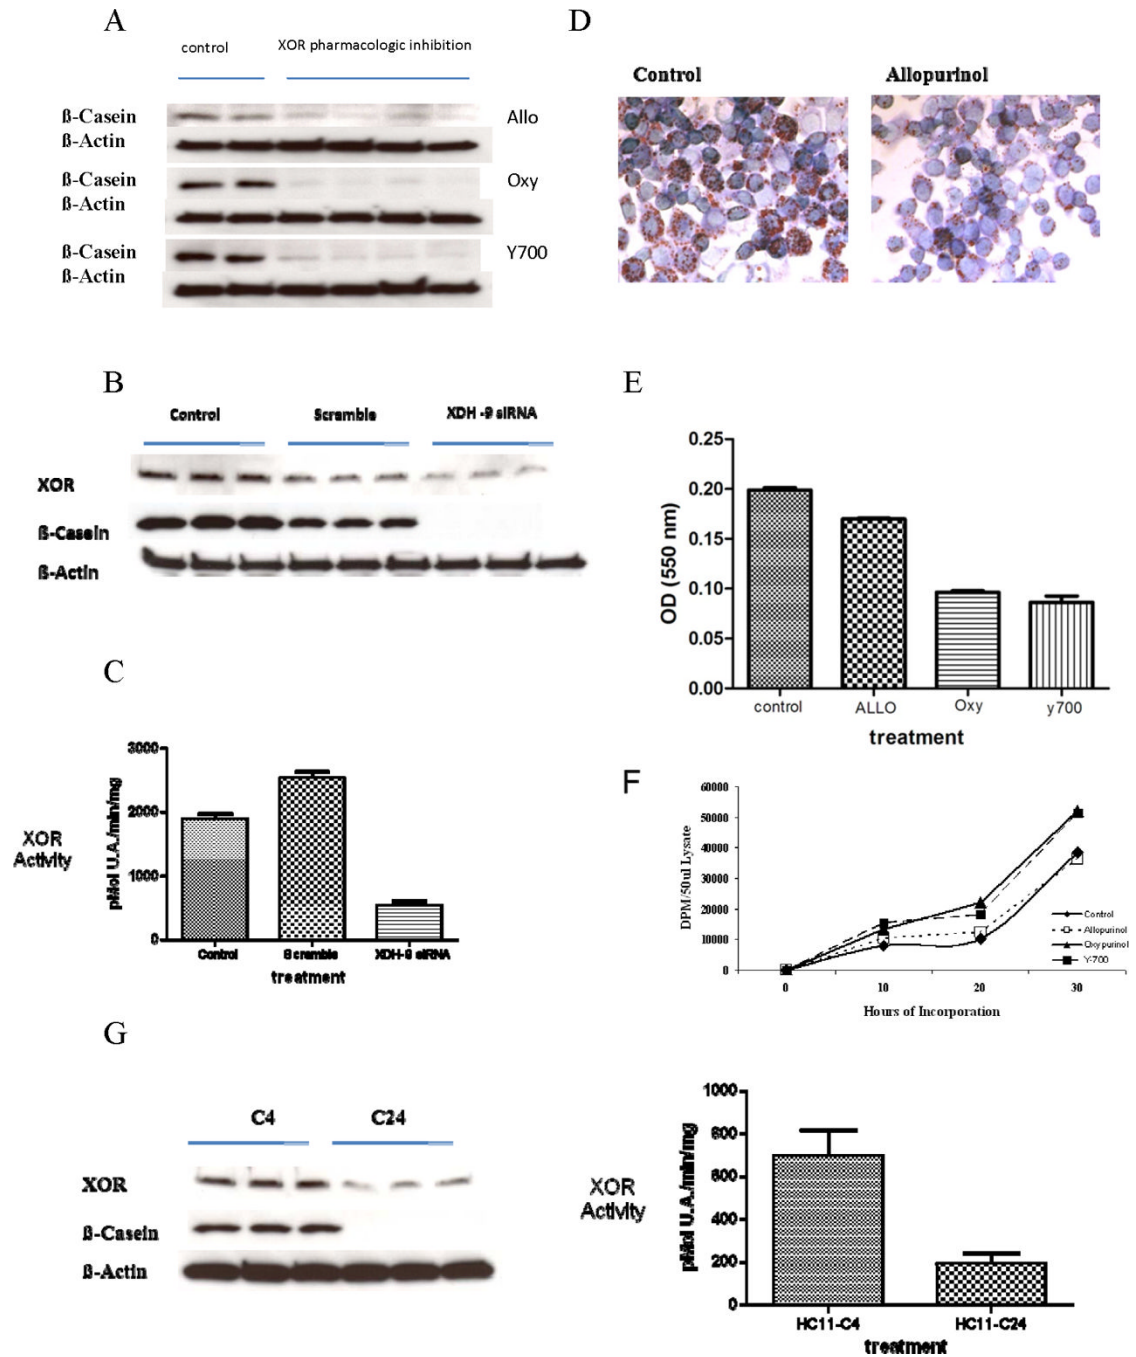 A
control
XOR pharmacologic inhibition
ß-Casein
ß-Actin
Allo
ß-Casein
ß-Actin
Oxy
ß-Casein
ß-Actin
Y700
B
Control
Scramble
XDH -9 siRNA
XOR
ß-Casein
ß-Actin
C
XOR
Activity
pMol U.A./min/mg
3000
2000
1000
0
Control
Scramble
XDH-9 siRNA
treatment
D
Control
Allopurinol
E
OD (550 nm)
0.25
0.20
0.15
0.10
0.05
0.00
control
ALLO
Oxy
y700
treatment
F
DPM/50ul Lysate
60000
50000
40000
30000
20000
10000
0
0
10
20
30
Hours of Incorporation
Control
Allopurinol
Oxypurinol
Y-700
G
C4
C24
XOR
ß-Casein
ß-Actin
XOR
Activity
pMol U.A./min/mg
1000
800
600
400
200
0
HC11-C4
HC11-C24
treatment